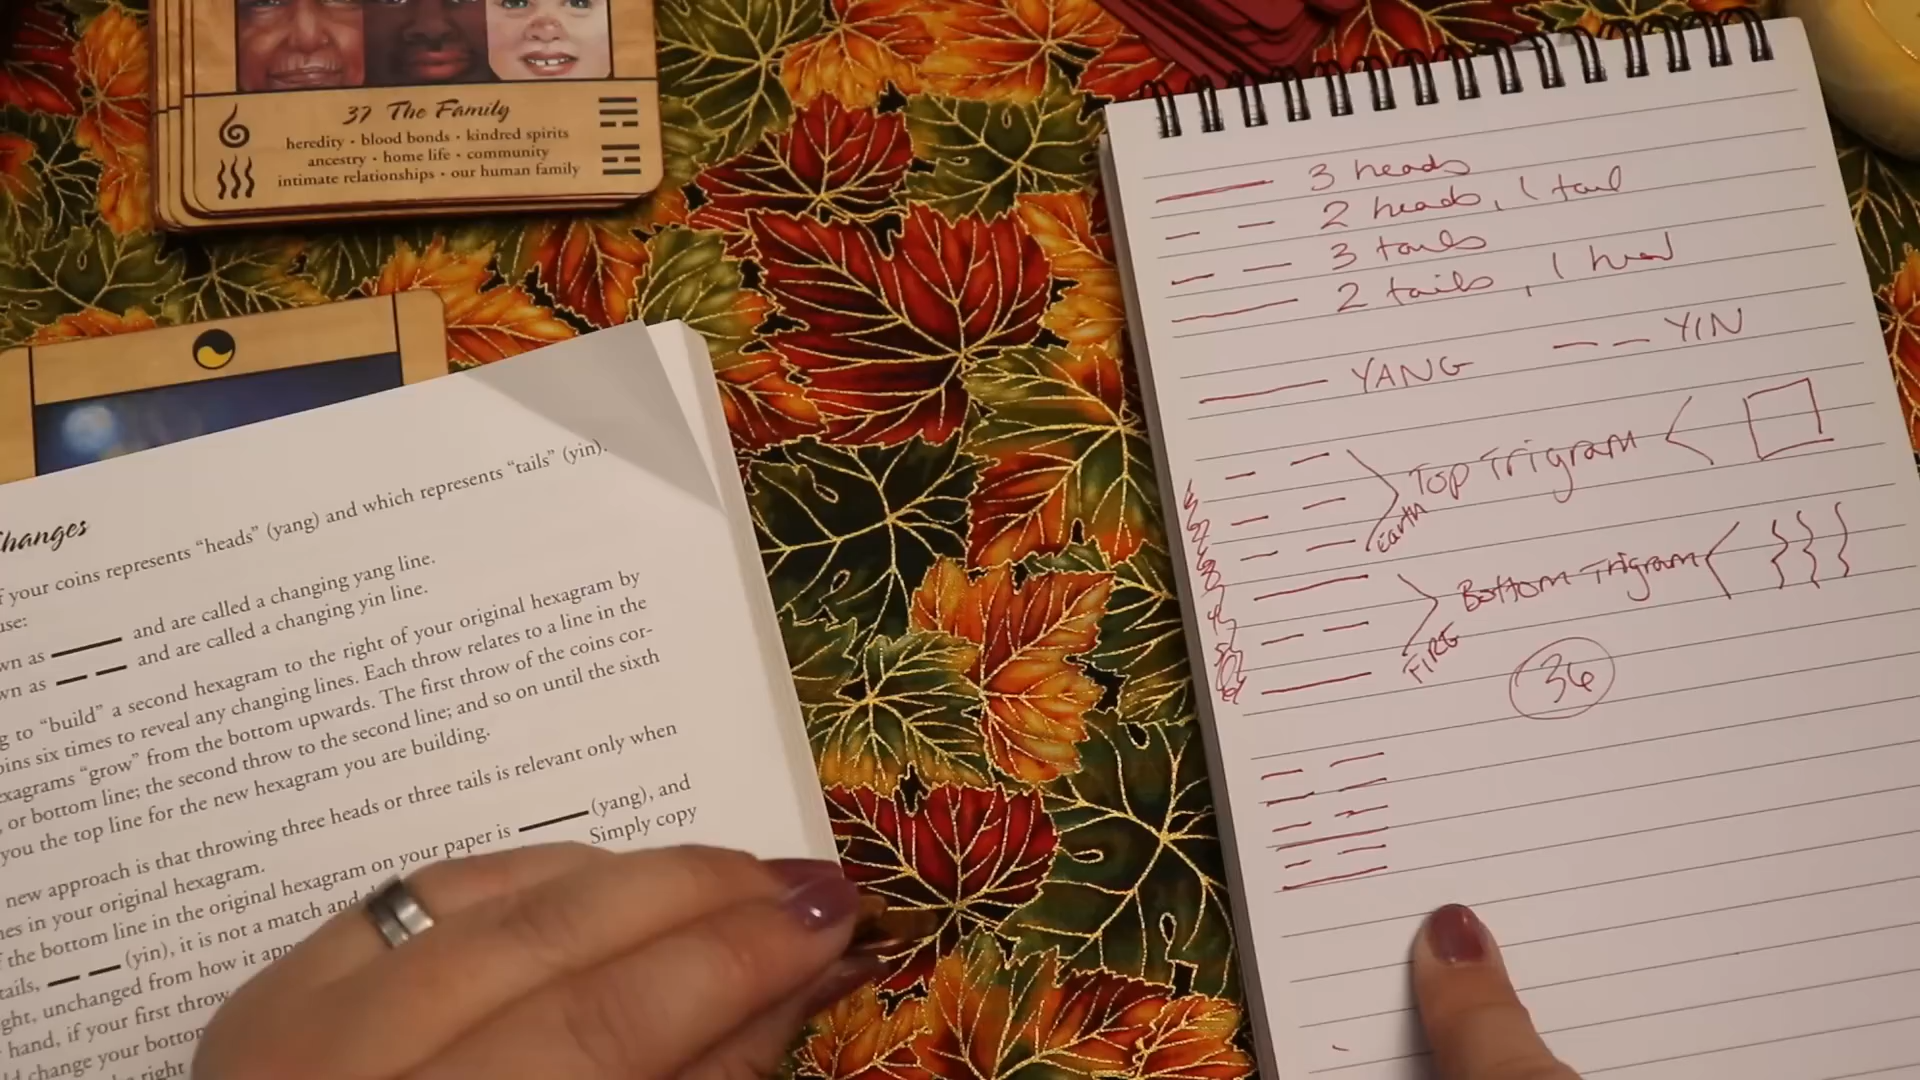 37 The Family
heredity · blood bonds · kindred spirits
ancestry · home life · community
intimate relationships · our human family
Changes
your coins represents “heads” (yang) and which represents “tails” (yin).
use:
wn as and are called a changing yang line.
wn as and are called a changing yin line.
g to “build” a second hexagram to the right of your original hexagram by
ins six times to reveal any changing lines. Each throw relates to a line in the
exagrams “grow” from the bottom upwards. The first throw of the coins cor-
, or bottom line; the second throw to the second line; and so on until the sixth
you the top line for the new hexagram you are building.
new approach is that throwing three heads or three tails is relevant only when
nes in your original hexagram.
the bottom line in the original hexagram on your paper is (yang), and
tails, (yin), it is not a match and Simply copy
ght, unchanged from how it app
hand, if your first throw
change your bottom
right
3 heads
2 heads, 1 tail
3 tails
2 tails, 1 head
YANG YIN
Top Trigram
Earth
Bottom Trigram
FIRE
36